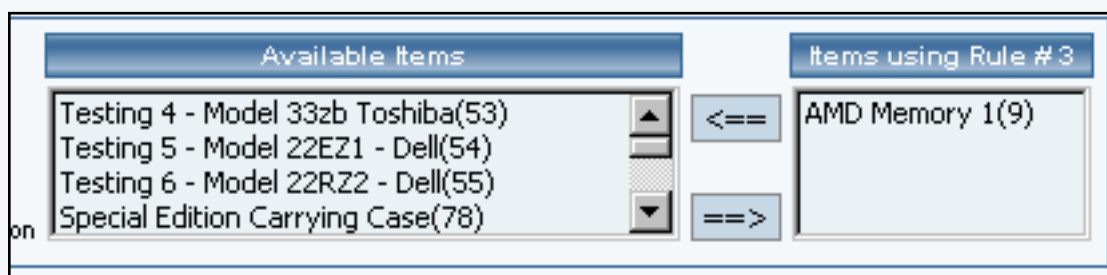 Available Items
Items using Rule # 3
Testing 4 - Model 33zb Toshiba(53)
Testing 5 - Model 22EZ1 - Dell(54)
Testing 6 - Model 22RZ2 - Dell(55)
Special Edition Carrying Case(78)
on
<==
==>
AMD Memory 1(9)